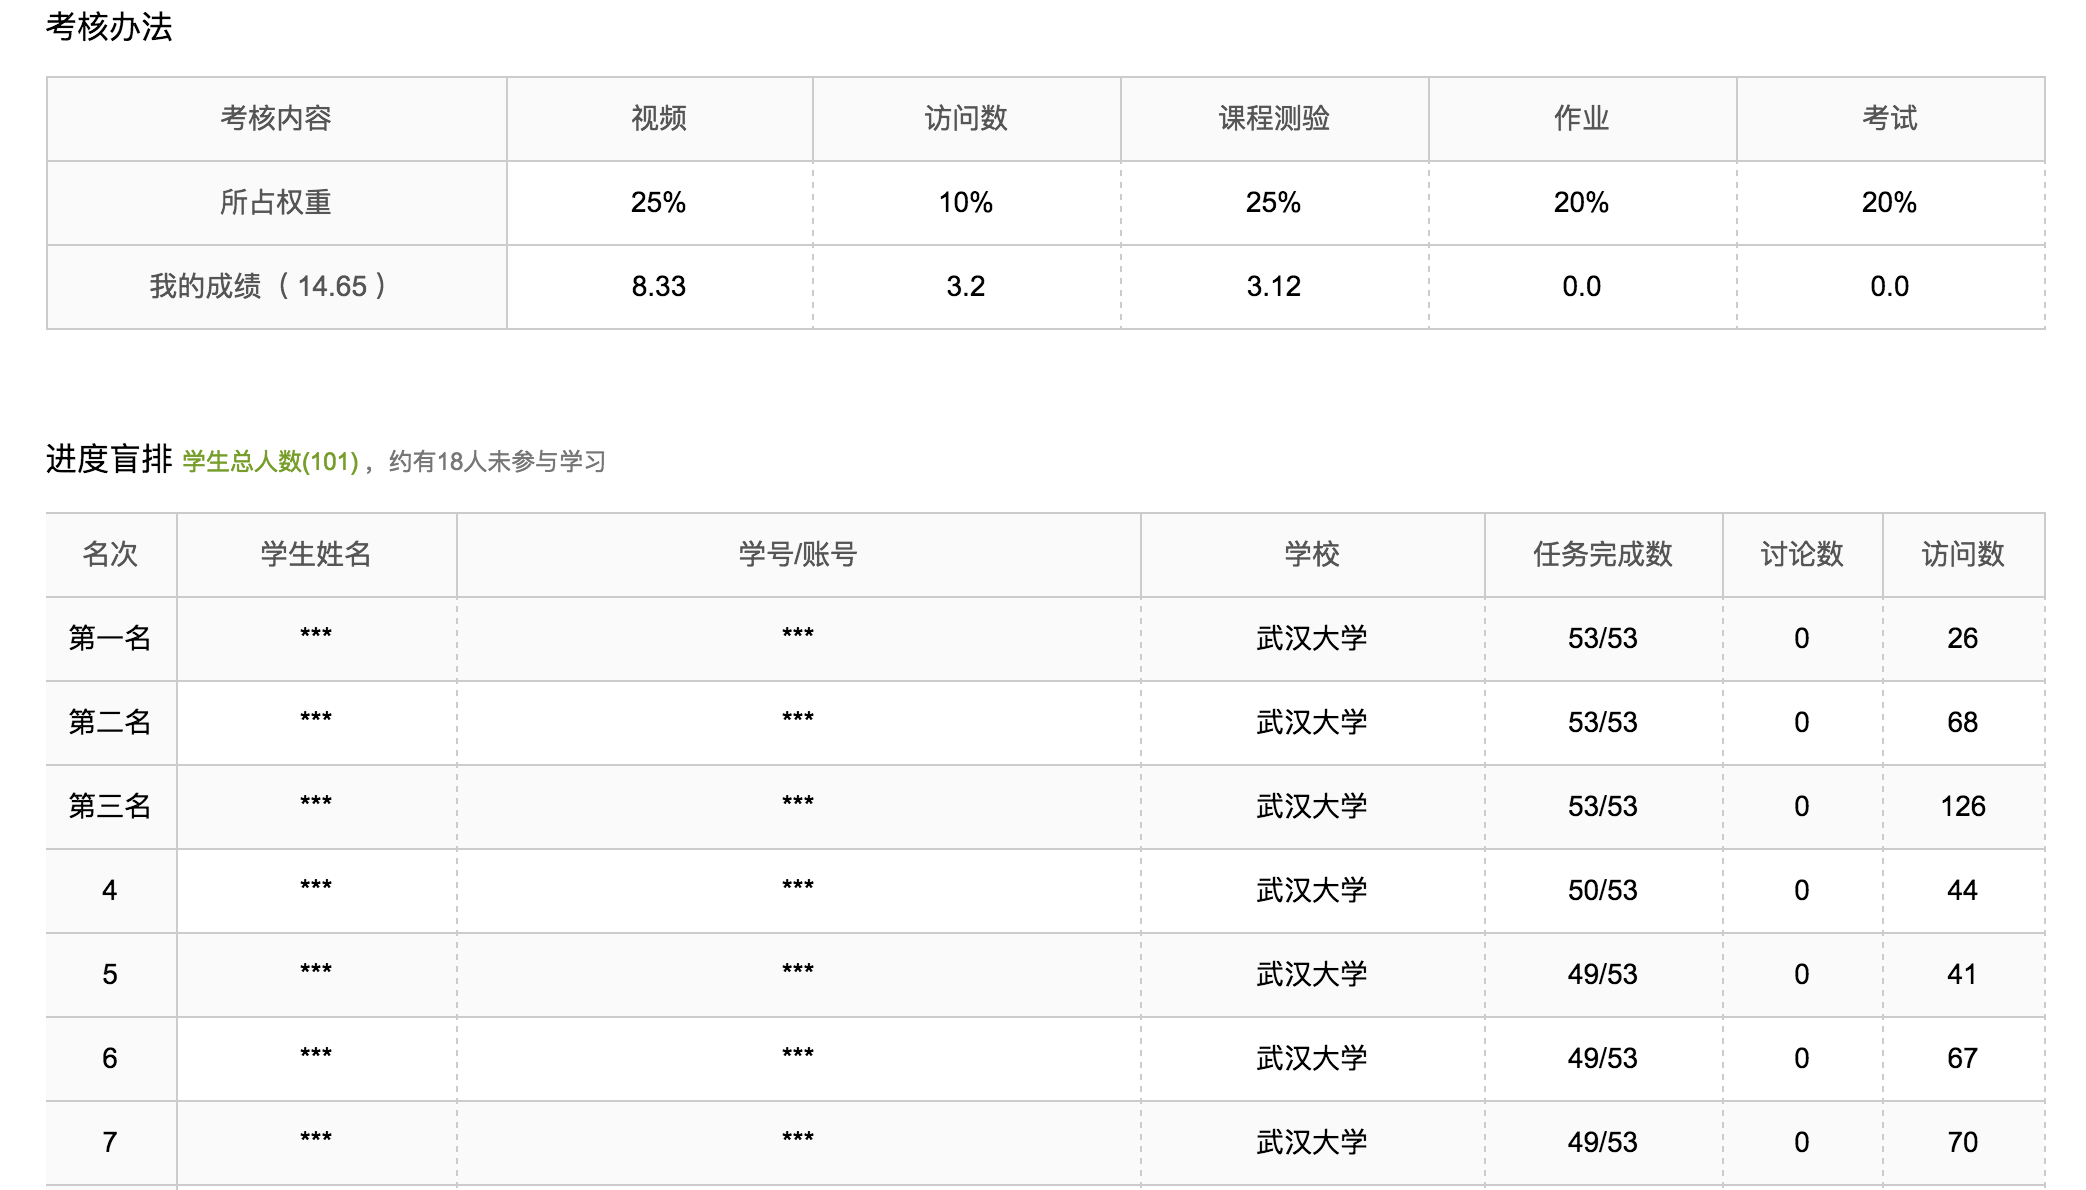 考核办法
考核内容 视频 访问数 课程测验 作业 考试
所占权重 25% 10% 25% 20% 20%
我的成绩（14.65） 8.33 3.2 3.12 0.0 0.0
进度盲排 学生总人数(101)，约有18人未参与学习
名次 学生姓名 学号/账号 学校 任务完成数 讨论数 访问数
第一名 *** *** 武汉大学 53/53 0 26
第二名 *** *** 武汉大学 53/53 0 68
第三名 *** *** 武汉大学 53/53 0 126
4 *** *** 武汉大学 50/53 0 44
5 *** *** 武汉大学 49/53 0 41
6 *** *** 武汉大学 49/53 0 67
7 *** *** 武汉大学 49/53 0 70